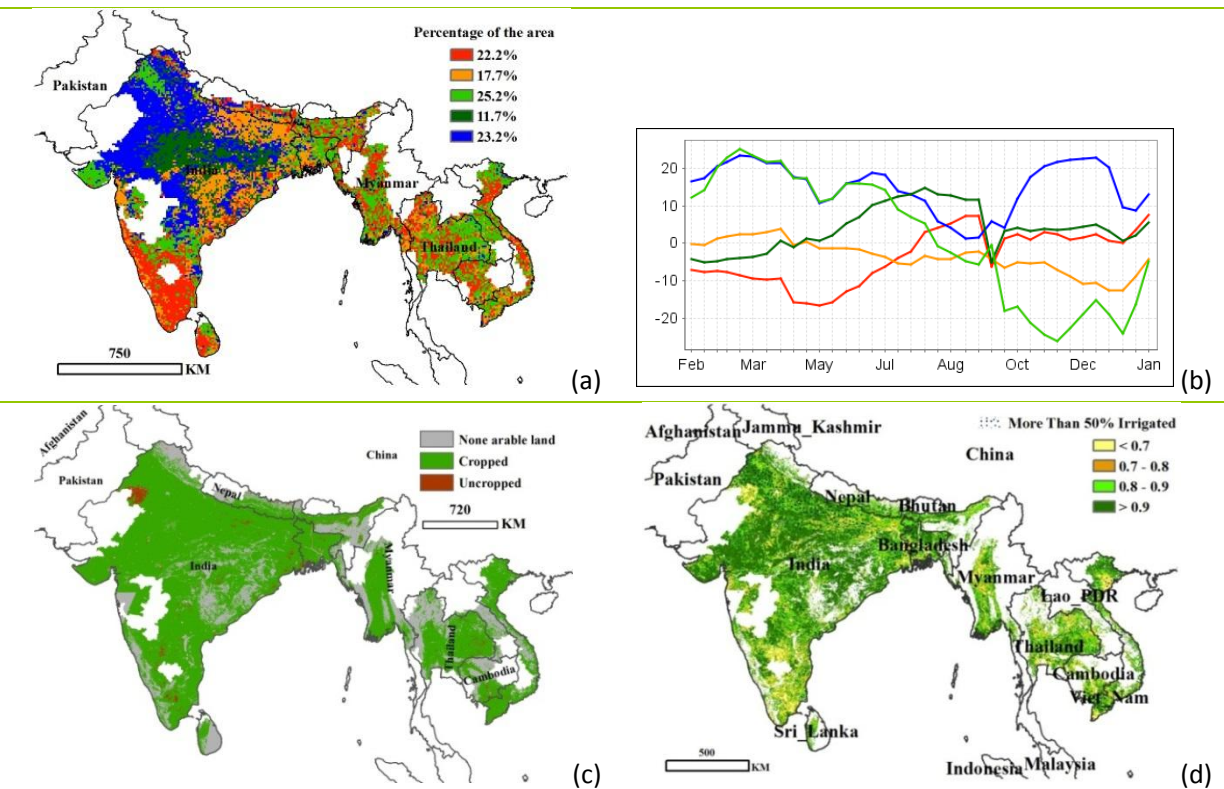 Percentage of the area
22.2%
17.7%
25.2%
11.7%
23.2%
Pakistan
India
Myanmar
Thailand
750
KM
(a)
20
10
0
-10
-20
Feb Mar May Jul Aug Oct Dec Jan
(b)
None arable land
Cropped
Uncropped
720
KM
Afghanistan
China
Pakistan
Nepal
India
Myanmar
Thailand
Cambodia
(c)
More Than 50% Irrigated
< 0.7
0.7 - 0.8
0.8 - 0.9
> 0.9
Afghanistan
Jammu_Kashmir
China
Pakistan
Nepal
Bhutan
India
Bangladesh
Myanmar
Lao_PDR
Thailand
Cambodia
Viet_Nam
Sri_Lanka
500
KM
Indonesia
Malaysia
(d)